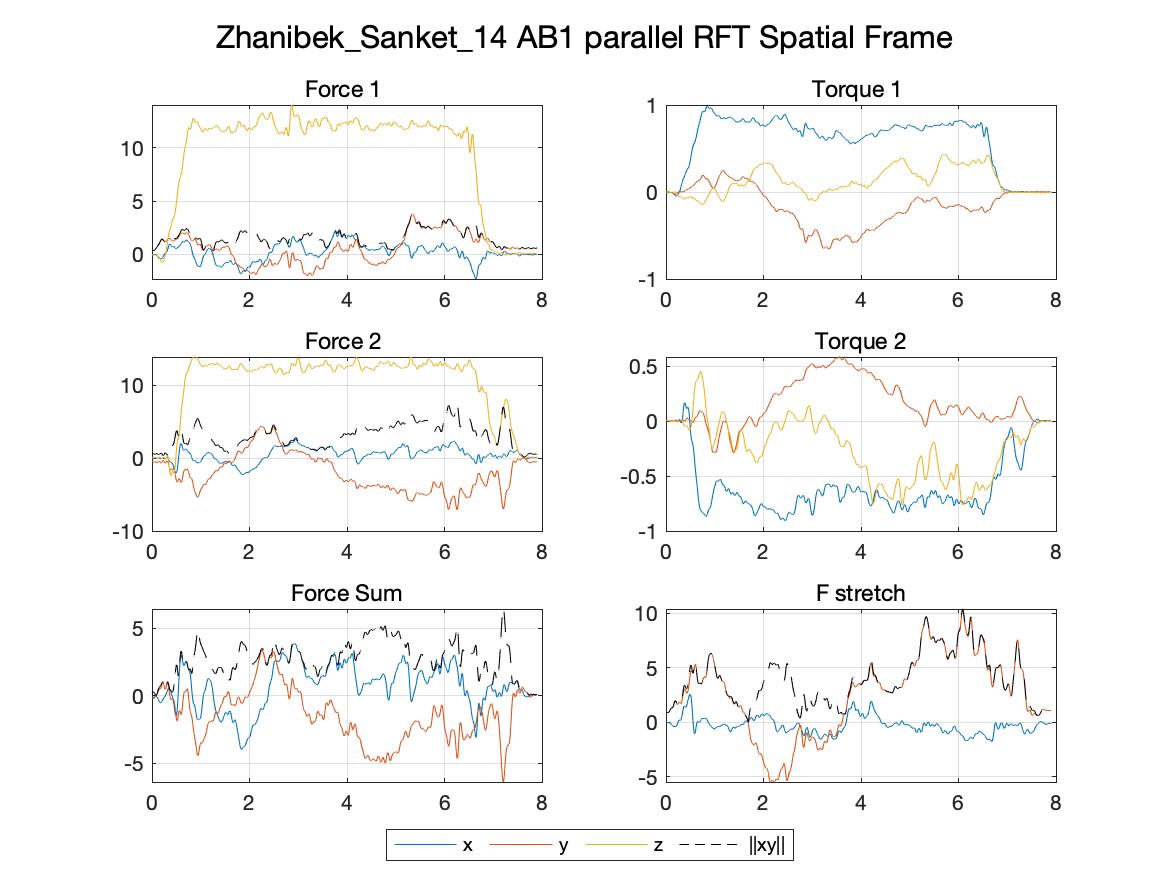 Zhanibek_Sanket_14 AB1 parallel RFT Spatial Frame
Force 1
10
5
0
0 2 4 6 8
Torque 1
1
0
-1
0 2 4 6 8
Force 2
10
0
-10
0 2 4 6 8
Torque 2
0.5
0
-0.5
-1
0 2 4 6 8
Force Sum
5
0
-5
0 2 4 6 8
F stretch
10
5
0
-5
0 2 4 6 8
x y z ||xy||